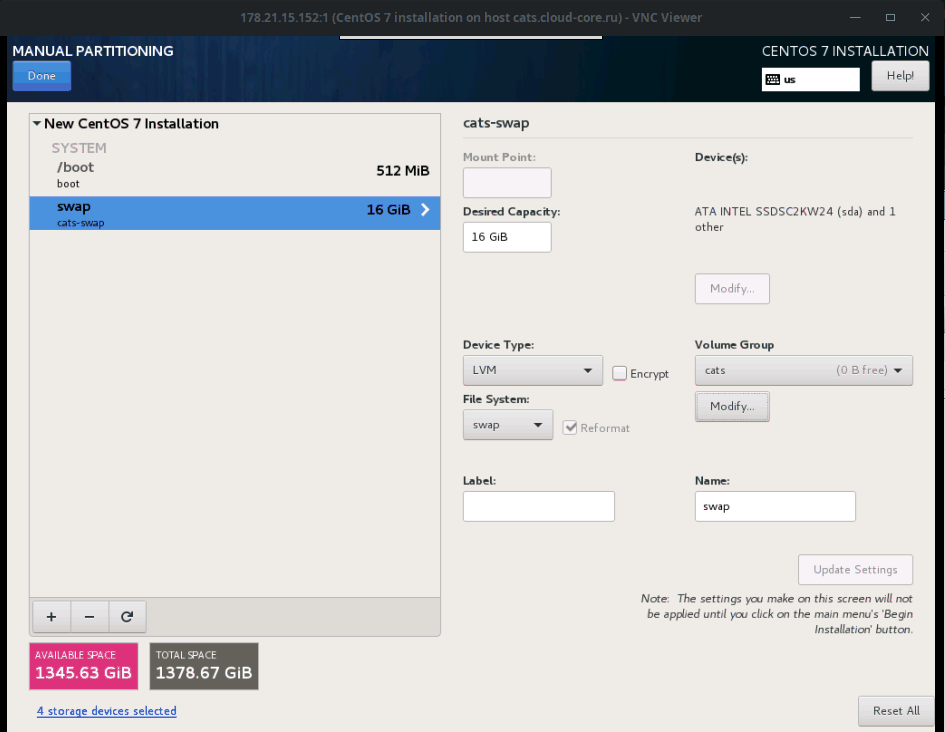 178.21.15.152:1 (CentOS 7 installation on host cats.cloud-core.ru) - VNC Viewer
MANUAL PARTITIONING
CENTOS 7 INSTALLATION
Done
us
Help!
New CentOS 7 Installation
SYSTEM
/boot
512 MiB
boot
swap
16 GiB
cats-swap
cats-swap
Mount Point:
Device(s):
Desired Capacity:
16 GiB
ATA INTEL SSDSC2KW24 (sda) and 1
other
Modify...
Device Type:
Volume Group
LVM
Encrypt
cats (0 B free)
File System:
Modify...
swap
Reformat
Label:
Name:
swap
Update Settings
Note: The settings you make on this screen will not
be applied until you click on the main menu's 'Begin
Installation' button.
+
-
AVAILABLE SPACE
1345.63 GiB
TOTAL SPACE
1378.67 GiB
4 storage devices selected
Reset All